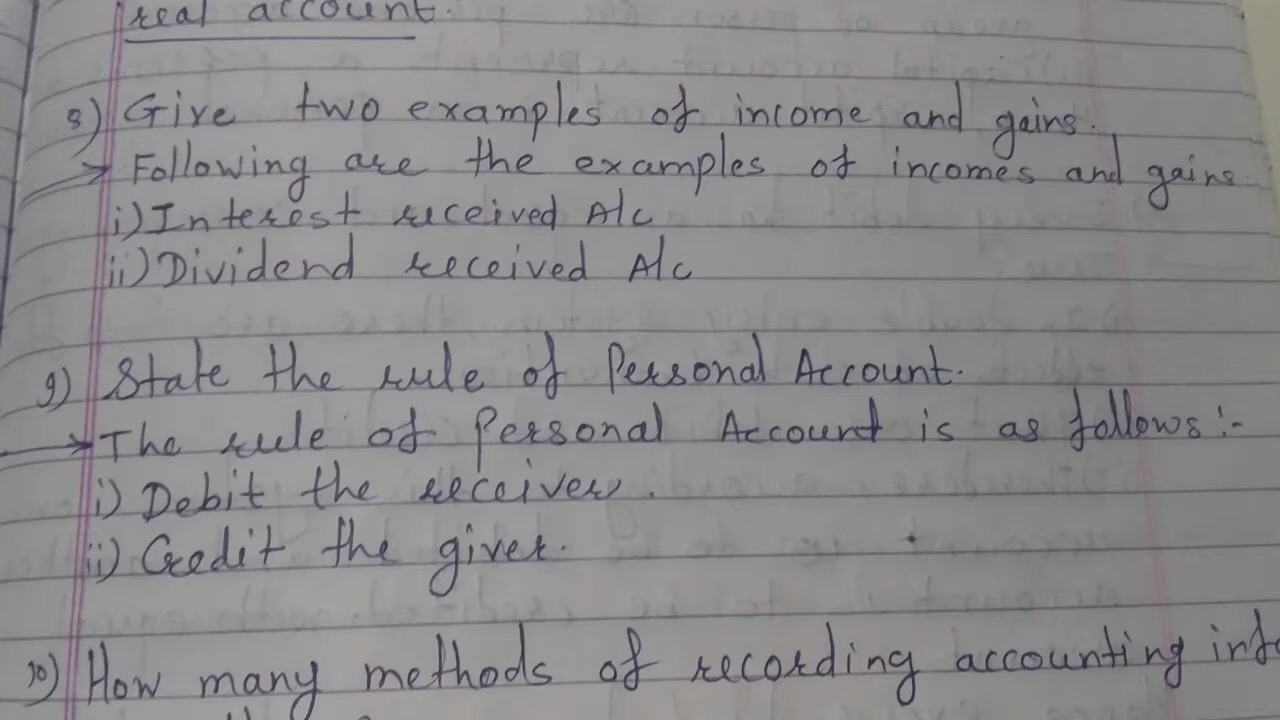 real account.
8) Give two examples of income and gains.
→ Following are the examples of incomes and gains.
i) Interest received A/c
ii) Dividend received A/c
9) State the rule of Personal Account.
→ The rule of Personal Account is as follows:-
i) Debit the receiver.
ii) Credit the giver.
10) How many methods of recording accounting info